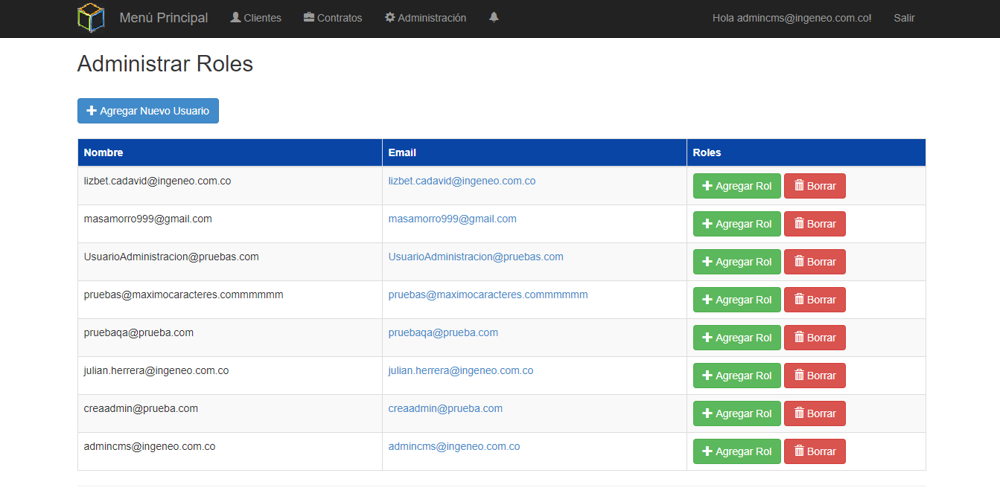 Menú Principal Clientes Contratos Administración Hola admincms@ingeneo.com.co! Salir
Administrar Roles
Agregar Nuevo Usuario
Nombre Email Roles
lizbet.cadavid@ingeneo.com.co lizbet.cadavid@ingeneo.com.co Agregar Rol Borrar
masamorro999@gmail.com masamorro999@gmail.com Agregar Rol Borrar
UsuarioAdministracion@pruebas.com UsuarioAdministracion@pruebas.com Agregar Rol Borrar
pruebas@maximocaracteres.commmmmm pruebas@maximocaracteres.commmmmm Agregar Rol Borrar
pruebaqa@prueba.com pruebaqa@prueba.com Agregar Rol Borrar
julian.herrera@ingeneo.com.co julian.herrera@ingeneo.com.co Agregar Rol Borrar
creaadmin@prueba.com creaadmin@prueba.com Agregar Rol Borrar
admincms@ingeneo.com.co admincms@ingeneo.com.co Agregar Rol Borrar